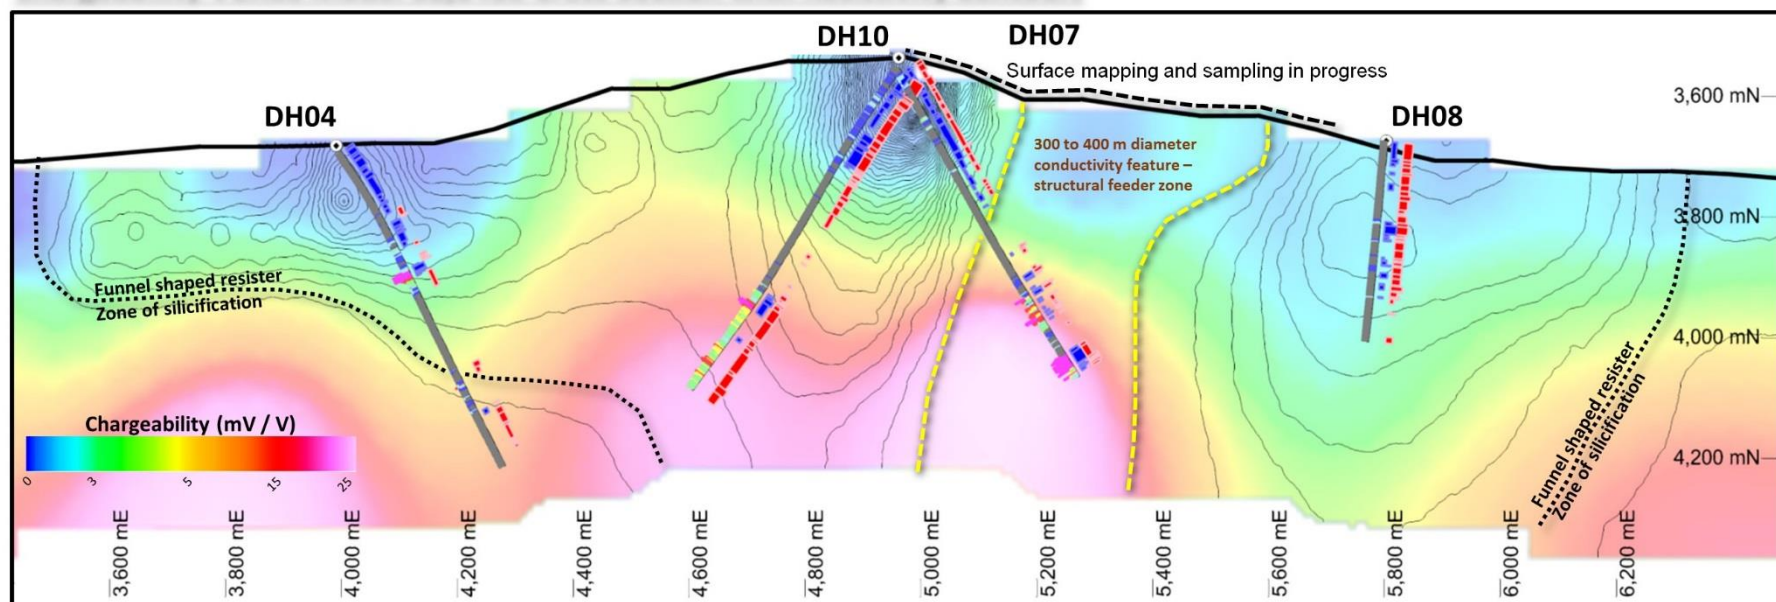 DH10
DH07
Surface mapping and sampling in progress
3,600 mN
DH04
DH08
300 to 400 m diameter
conductivity feature –
structural feeder zone
3,800 mN
Funnel shaped resister
Zone of silicification
4,000 mN
Funnel shaped resister
Zone of silicification
Chargeability (mV / V)
0 3 5 15 25
4,200 mN
3,600 mE
3,800 mE
4,000 mE
4,200 mE
4,400 mE
4,600 mE
4,800 mE
5,000 mE
5,200 mE
5,400 mE
5,600 mE
5,800 mE
6,000 mE
6,200 mE